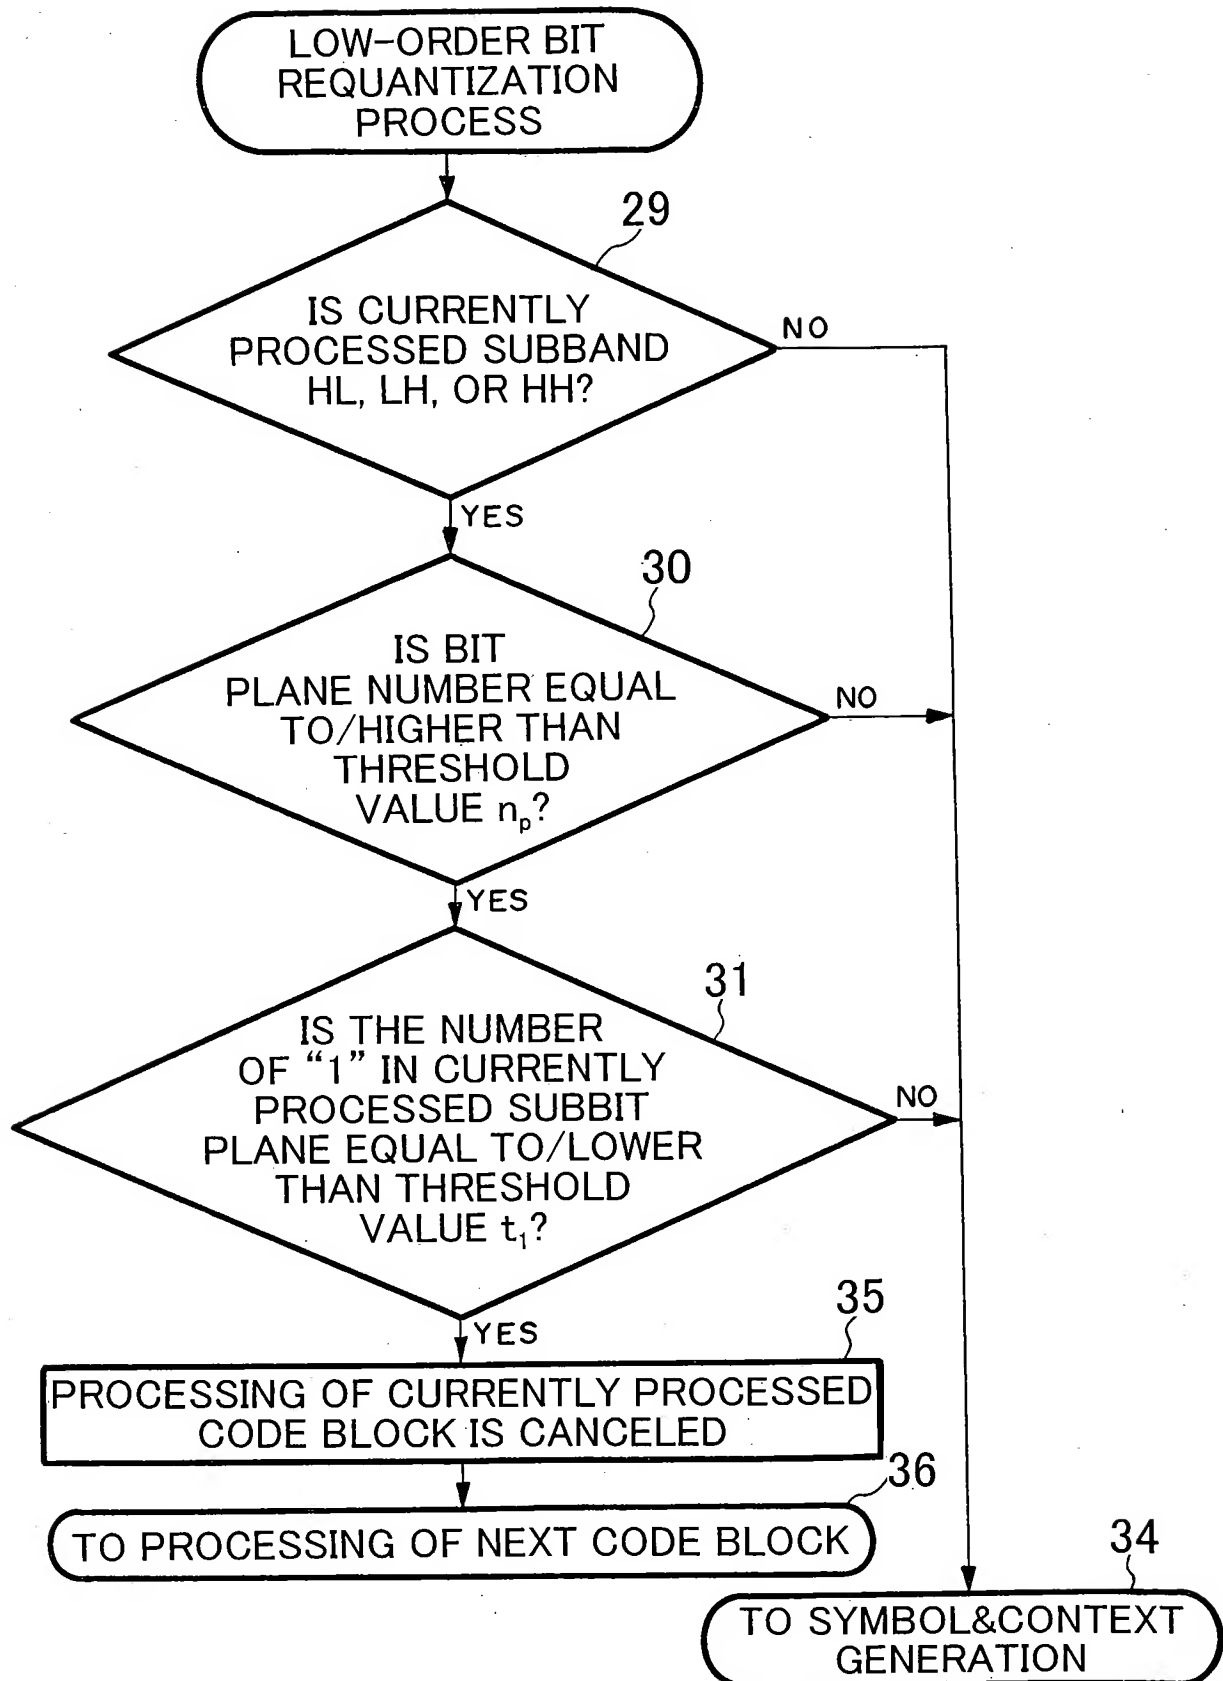 LOW-ORDER BIT
REQUANTIZATION
PROCESS
29
IS CURRENTLY
PROCESSED SUBBAND
HL, LH, OR HH?
NO
YES
30
IS BIT
PLANE NUMBER EQUAL
TO/HIGHER THAN
THRESHOLD
VALUE nₚ?
NO
YES
31
IS THE NUMBER
OF “1” IN CURRENTLY
PROCESSED SUBBIT
PLANE EQUAL TO/LOWER
THAN THRESHOLD
VALUE t₁?
NO
YES
35
PROCESSING OF CURRENTLY PROCESSED
CODE BLOCK IS CANCELED
36
TO PROCESSING OF NEXT CODE BLOCK
34
TO SYMBOL&CONTEXT
GENERATION